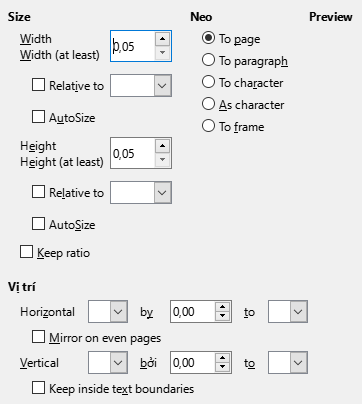 Size Neo Preview
Width
Width (at least) 0,05 To page
Relative to To paragraph
AutoSize To character
Height As character
Height (at least) 0,05 To frame
Relative to
AutoSize
Keep ratio
Vị trí
Horizontal by 0,00 to
Mirror on even pages
Vertical bởi 0,00 to
Keep inside text boundaries